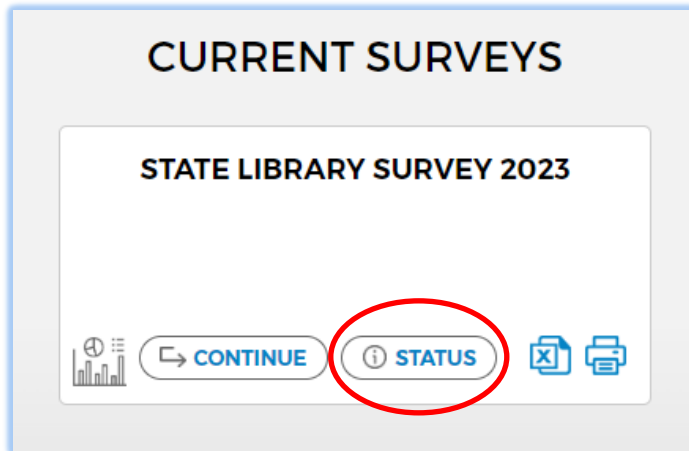 CURRENT SURVEYS
STATE LIBRARY SURVEY 2023
CONTINUE STATUS